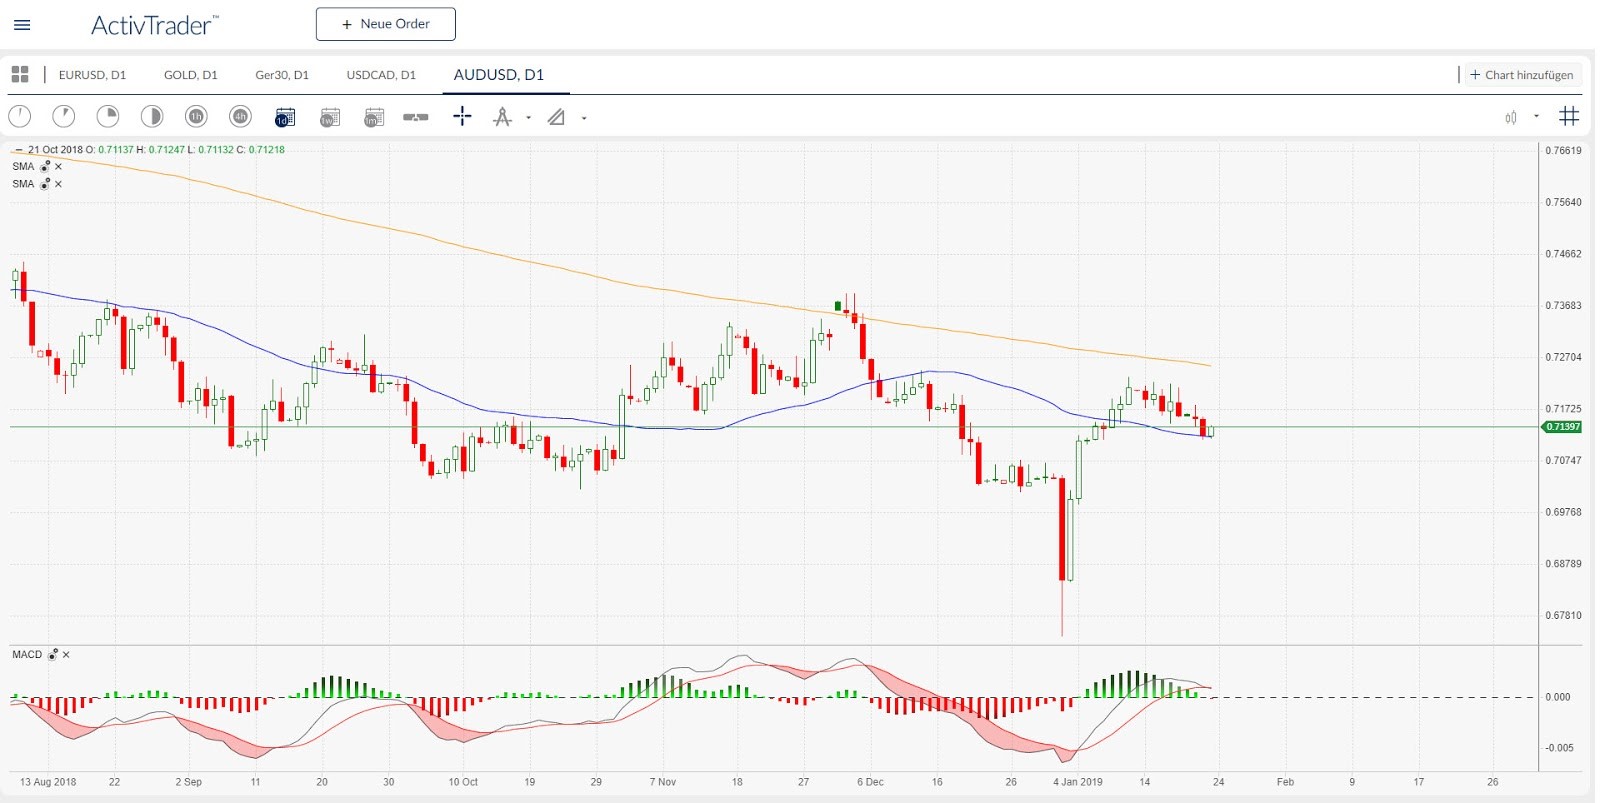 ActivTrader™
+ Neue Order
EURUSD, D1 GOLD, D1 Ger30, D1 USDCAD, D1 AUDUSD, D1
+ Chart hinzufügen
1h 4h 1d 1w 1m
21 Oct 2018 O: 0.71137 H: 0.71247 L: 0.71132 C: 0.71218
SMA
SMA
0.76619
0.75640
0.74662
0.73683
0.72704
0.71725
0.71397
0.70747
0.69768
0.68789
0.67810
MACD
0.000
-0.005
13 Aug 2018 22 2 Sep 11 20 30 10 Oct 19 29 7 Nov 18 27 6 Dec 16 26 4 Jan 2019 14 24 Feb 9 17 26